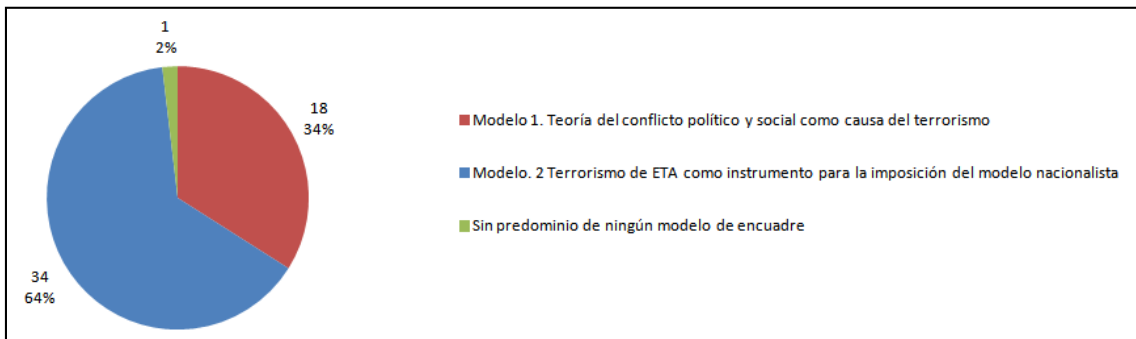 1
2%
18
34%
34
64%
Modelo 1. Teoría del conflicto político y social como causa del terrorismo
Modelo. 2 Terrorismo de ETA como instrumento para la imposición del modelo nacionalista
Sin predominio de ningún modelo de encuadre